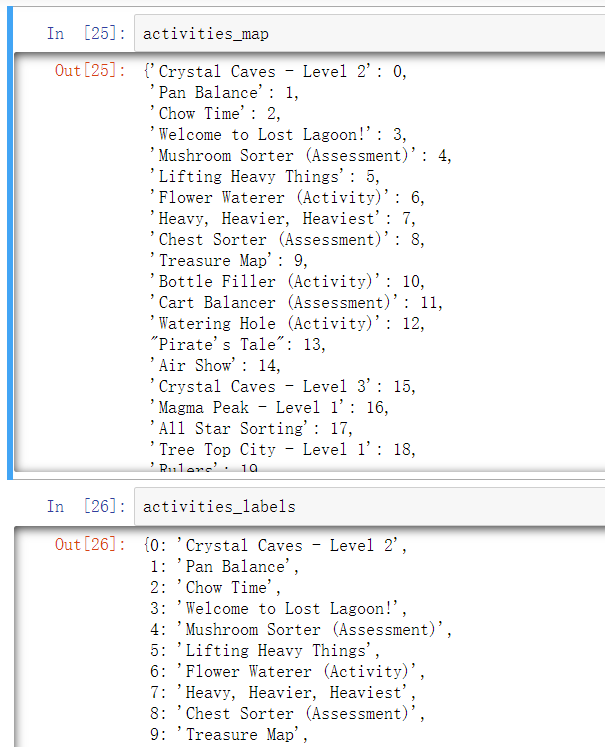 In [25]: activities_map
Out[25]: {'Crystal Caves - Level 2': 0,
'Pan Balance': 1,
'Chow Time': 2,
'Welcome to Lost Lagoon!': 3,
'Mushroom Sorter (Assessment)': 4,
'Lifting Heavy Things': 5,
'Flower Waterer (Activity)': 6,
'Heavy, Heavier, Heaviest': 7,
'Chest Sorter (Assessment)': 8,
'Treasure Map': 9,
'Bottle Filler (Activity)': 10,
'Cart Balancer (Assessment)': 11,
'Watering Hole (Activity)': 12,
"Pirate's Tale": 13,
'Air Show': 14,
'Crystal Caves - Level 3': 15,
'Magma Peak - Level 1': 16,
'All Star Sorting': 17,
'Tree Top City - Level 1': 18,
'Rulers': 19
In [26]: activities_labels
Out[26]: {0: 'Crystal Caves - Level 2',
1: 'Pan Balance',
2: 'Chow Time',
3: 'Welcome to Lost Lagoon!',
4: 'Mushroom Sorter (Assessment)',
5: 'Lifting Heavy Things',
6: 'Flower Waterer (Activity)',
7: 'Heavy, Heavier, Heaviest',
8: 'Chest Sorter (Assessment)',
9: 'Treasure Map',